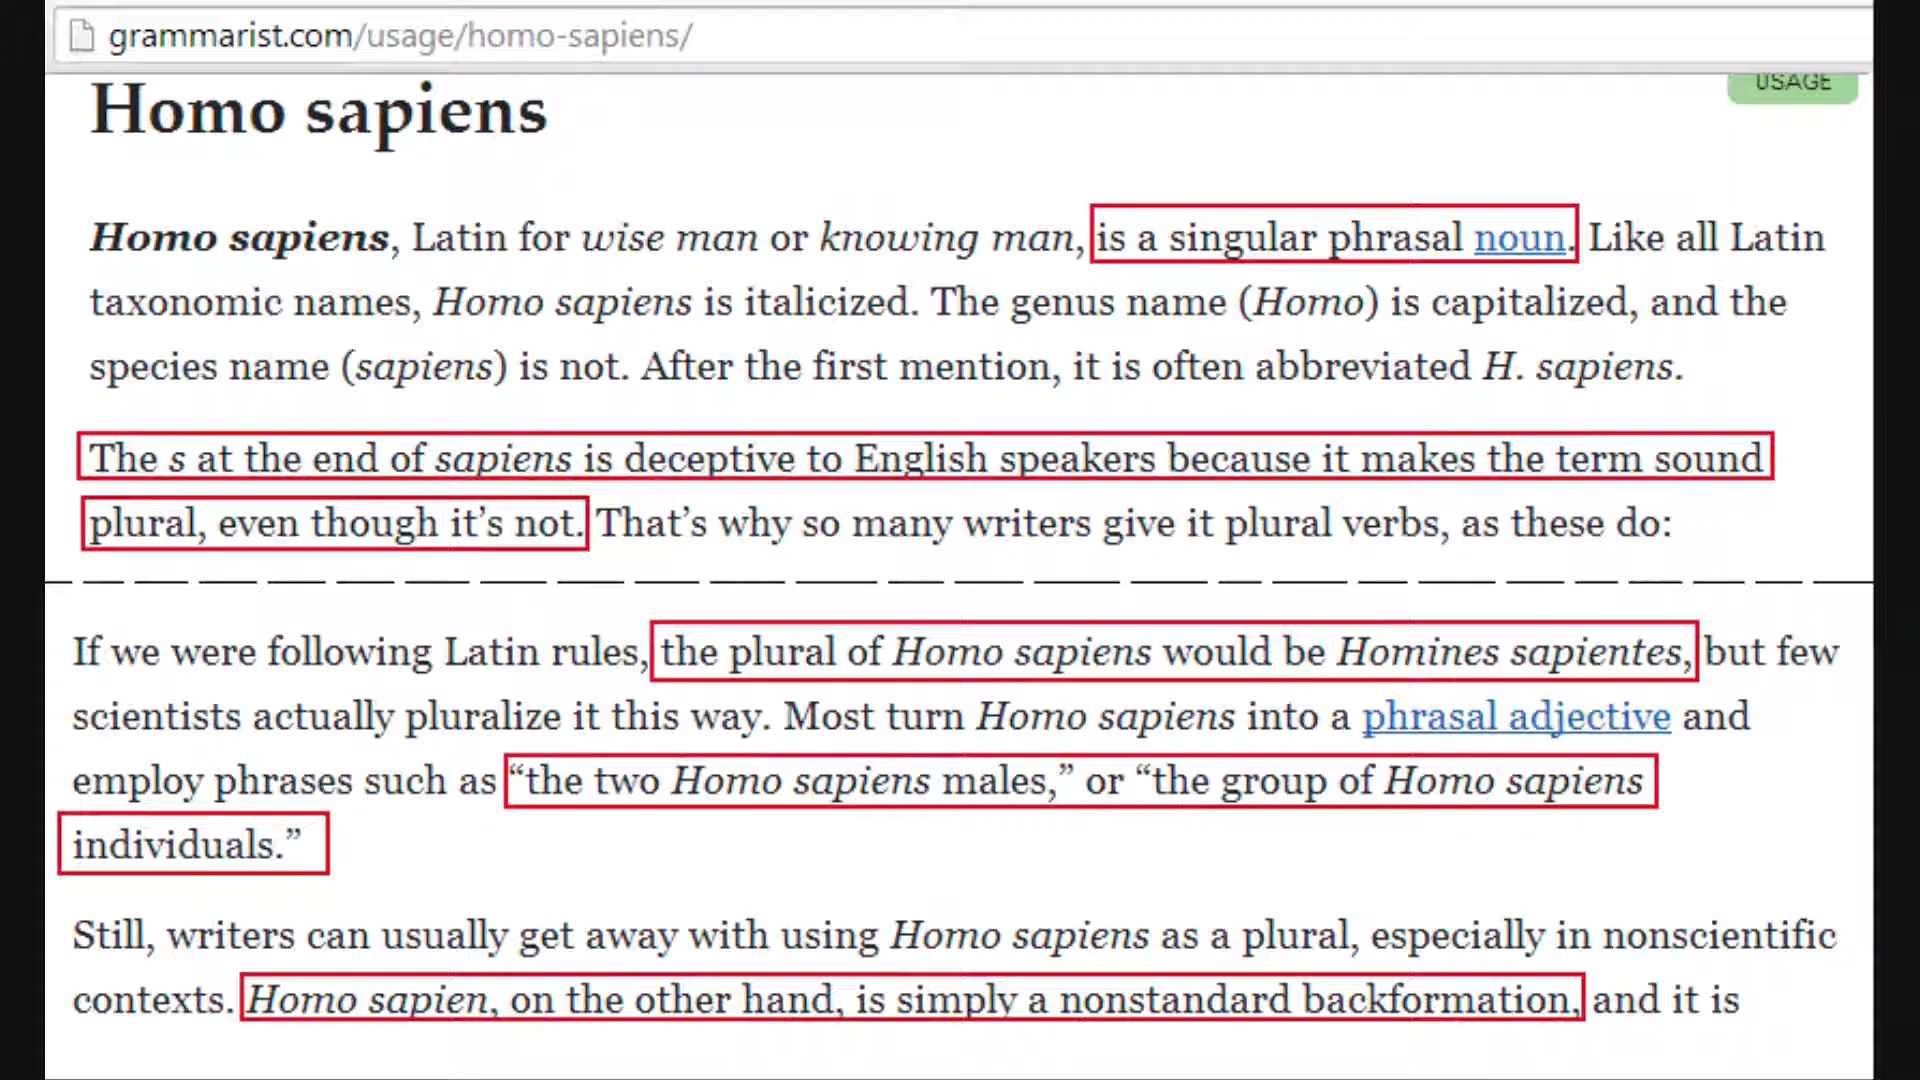 grammarist.com/usage/homo-sapiens/
USAGE
Homo sapiens
Homo sapiens, Latin for wise man or knowing man, is a singular phrasal noun. Like all Latin
taxonomic names, Homo sapiens is italicized. The genus name (Homo) is capitalized, and the
species name (sapiens) is not. After the first mention, it is often abbreviated H. sapiens.
The s at the end of sapiens is deceptive to English speakers because it makes the term sound
plural, even though it’s not. That’s why so many writers give it plural verbs, as these do:
If we were following Latin rules, the plural of Homo sapiens would be Homines sapientes, but few
scientists actually pluralize it this way. Most turn Homo sapiens into a phrasal adjective and
employ phrases such as “the two Homo sapiens males,” or “the group of Homo sapiens
individuals.”
Still, writers can usually get away with using Homo sapiens as a plural, especially in nonscientific
contexts. Homo sapien, on the other hand, is simply a nonstandard backformation, and it is